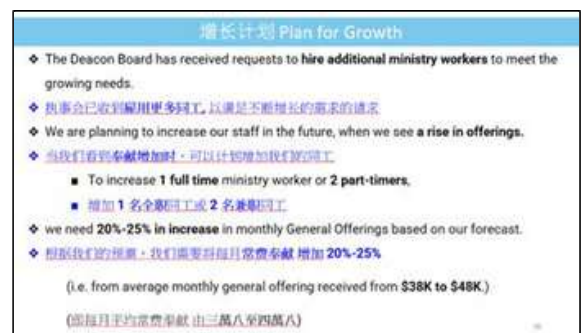 增长计划 Plan for Growth
❖ The Deacon Board has received requests to hire additional ministry workers to meet the
growing needs.
❖ 执事会已收到雇用更多同工, 以满足不断增长的需求的请求
❖ We are planning to increase our staff in the future, when we see a rise in offerings.
❖ 当我们看到奉献增加时，可以计划增加我们的同工
■ To increase 1 full time ministry worker or 2 part-timers,
■ 增加 1 名全职同工或 2 名兼职同工
❖ we need 20%-25% in increase in monthly General Offerings based on our forecast.
❖ 根据我们的预测，我们需要将每月常费奉献 增加 20%-25%
(i.e. from average monthly general offering received from $38K to $48K.)
(即每月平均常费奉献 由三萬八至四萬八)